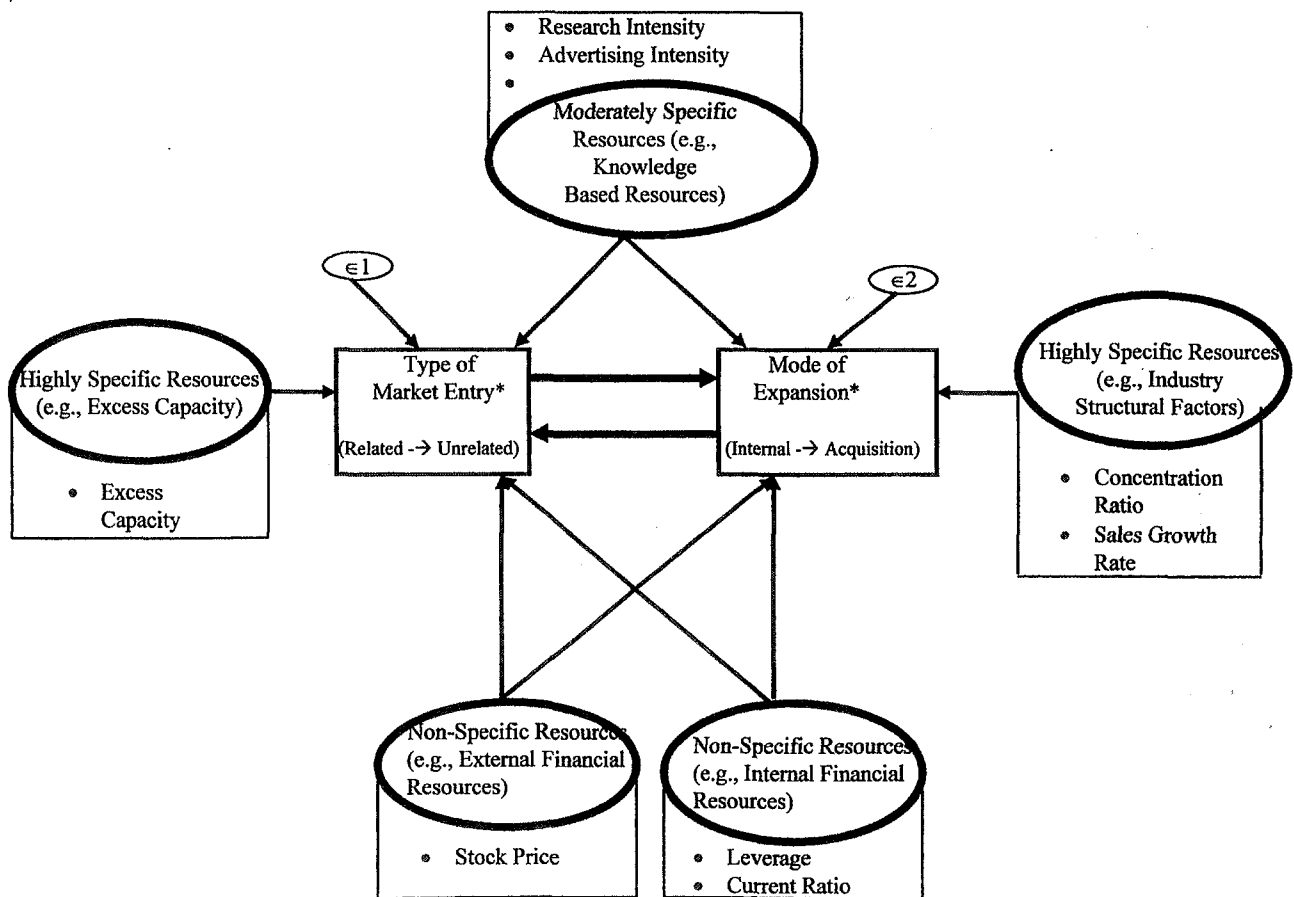 • Research Intensity
• Advertising Intensity
•
Moderately Specific
Resources (e.g.,
Knowledge
Based Resources)
∈1
∈2
Highly Specific Resources
(e.g., Excess Capacity)
• Excess
Capacity
Type of
Market Entry*
(Related -→ Unrelated)
Mode of
Expansion*
(Internal -→ Acquisition)
Highly Specific Resources
(e.g., Industry
Structural Factors)
• Concentration
Ratio
• Sales Growth
Rate
Non-Specific Resources
(e.g., External Financial
Resources)
• Stock Price
Non-Specific Resources
(e.g., Internal Financial
Resources)
• Leverage
• Current Ratio